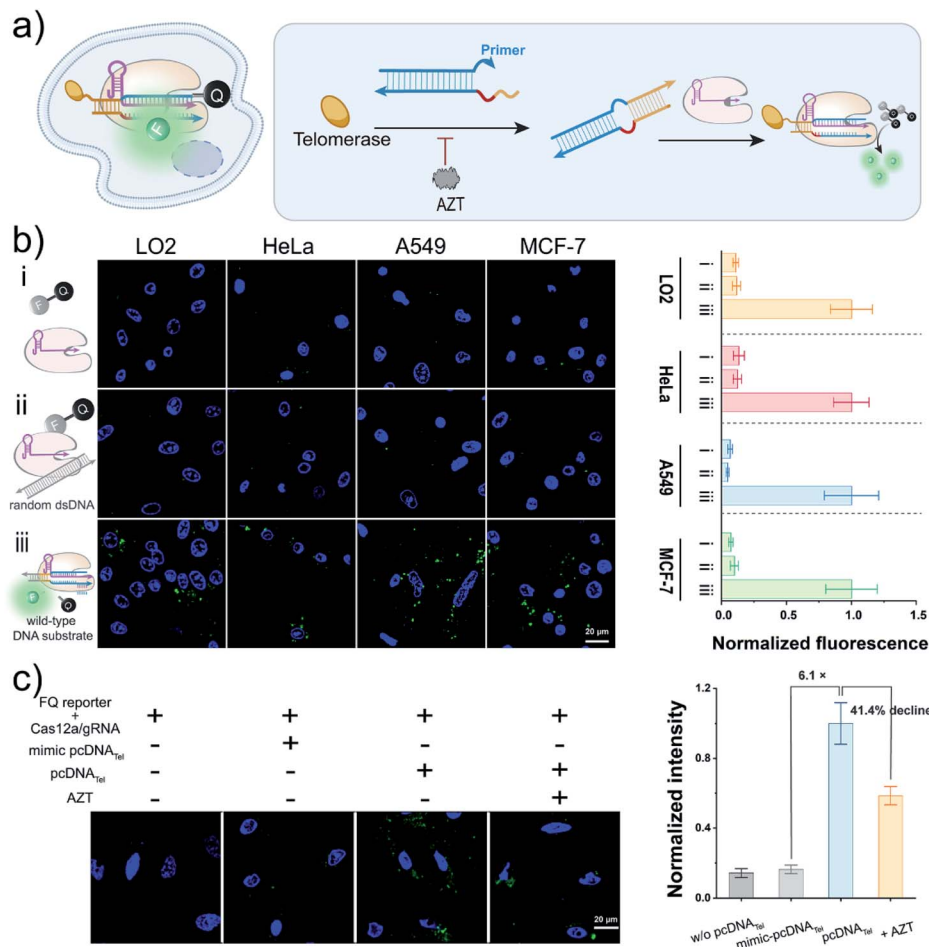 a)
Q
F
Primer
Telomerase
AZT
b)
LO2 HeLa A549 MCF-7
i
F Q
ii
F Q
random dsDNA
iii
F
Q
wild-type
DNA substrate
20 μm
LO2
i
ii
iii
HeLa
i
ii
iii
A549
i
ii
iii
MCF-7
i
ii
iii
0.0 0.5 1.0 1.5
Normalized fluorescence
c)
FQ reporter
+
Cas12a/gRNA
+ + + +
mimic pcDNATel - + - -
pcDNATel - - + +
AZT - - - +
20 μm
Normalized intensity
1.2
0.8
0.4
0.0
6.1 ×
41.4% decline
w/o pcDNATel
mimic-pcDNATel
pcDNATel
+ AZT